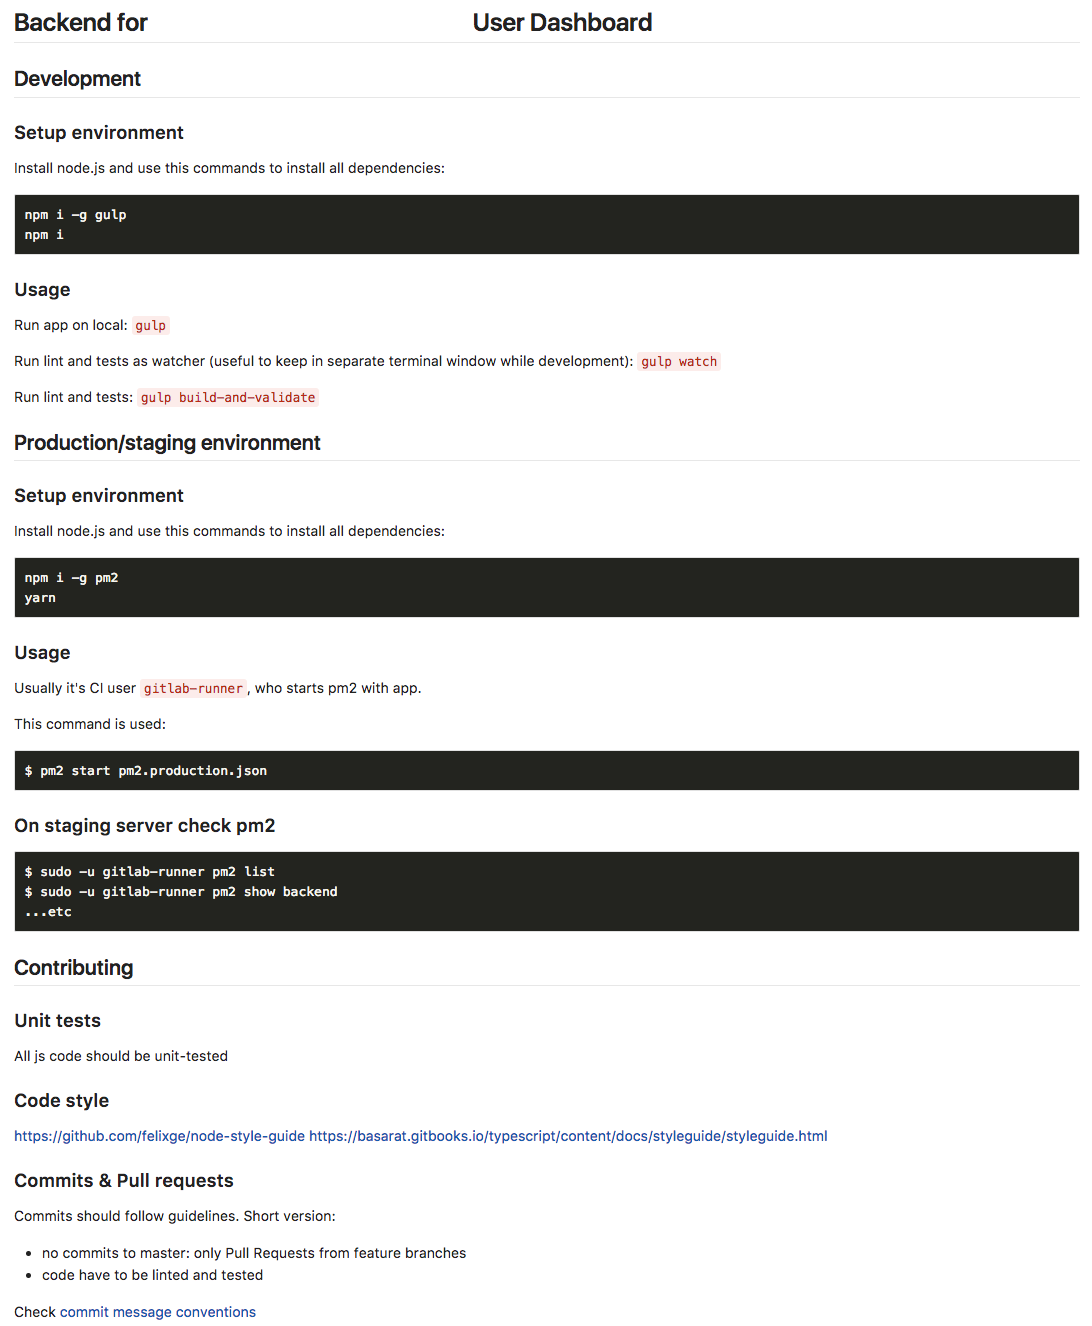 Backend for User Dashboard
Development
Setup environment
Install node.js and use this commands to install all dependencies:
npm i -g gulp
npm i
Usage
Run app on local: gulp
Run lint and tests as watcher (useful to keep in separate terminal window while development): gulp watch
Run lint and tests: gulp build-and-validate
Production/staging environment
Setup environment
Install node.js and use this commands to install all dependencies:
npm i -g pm2
yarn
Usage
Usually it's CI user gitlab-runner, who starts pm2 with app.
This command is used:
$ pm2 start pm2.production.json
On staging server check pm2
$ sudo -u gitlab-runner pm2 list
$ sudo -u gitlab-runner pm2 show backend
...etc
Contributing
Unit tests
All js code should be unit-tested
Code style
https://github.com/felixge/node-style-guide https://basarat.gitbooks.io/typescript/content/docs/styleguide/styleguide.html
Commits & Pull requests
Commits should follow guidelines. Short version:
• no commits to master: only Pull Requests from feature branches
• code have to be linted and tested
Check commit message conventions